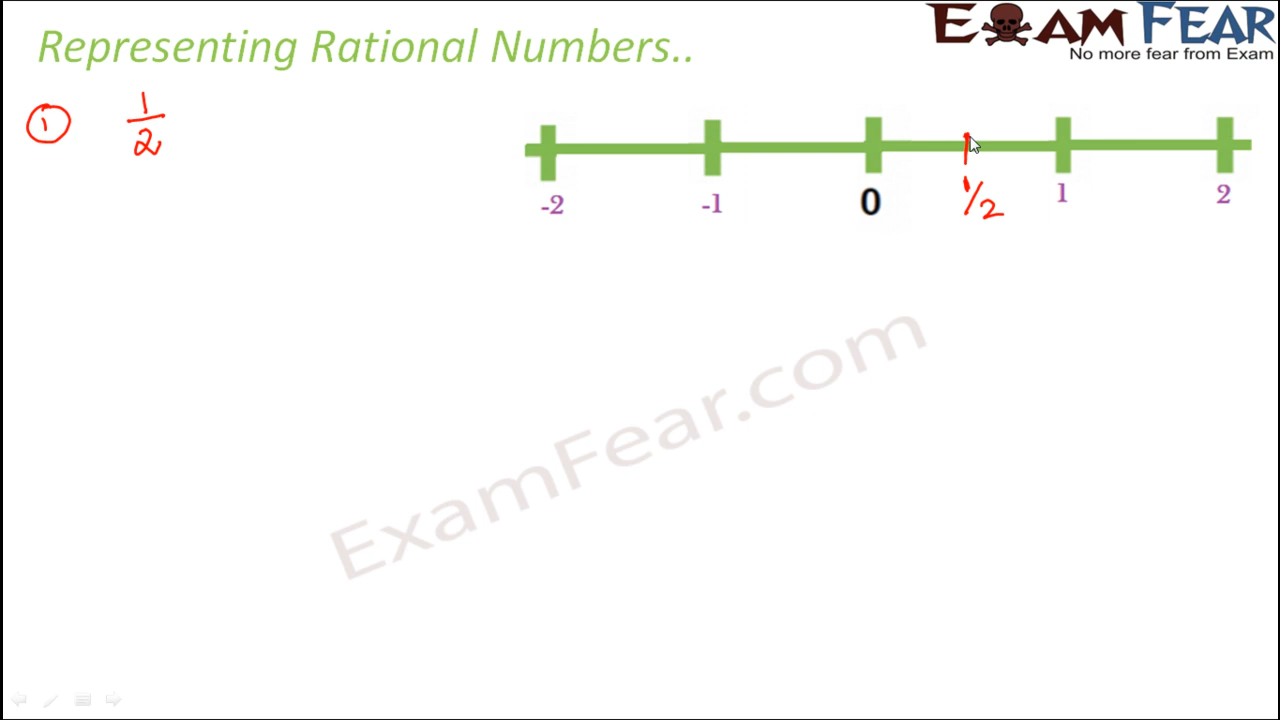 Representing Rational Numbers..
EXAM FEAR
No more fear from Exam
① 1/2
-2 -1 0 1/2 1 2
ExamFear.com